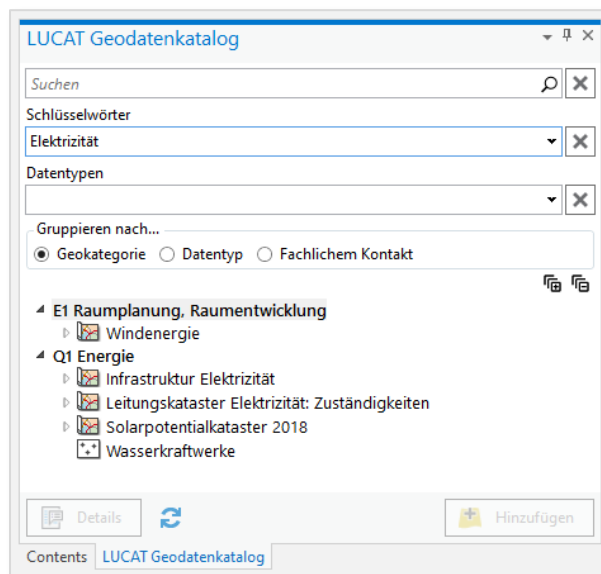 LUCAT Geodatenkatalog
Suchen
Schlüsselwörter
Elektrizität
Datentypen
Gruppieren nach...
Geokategorie Datentyp Fachlichem Kontakt
E1 Raumplanung, Raumentwicklung
Windenergie
Q1 Energie
Infrastruktur Elektrizität
Leitungskataster Elektrizität: Zuständigkeiten
Solarpotentialkataster 2018
Wasserkraftwerke
Details Hinzufügen
Contents LUCAT Geodatenkatalog